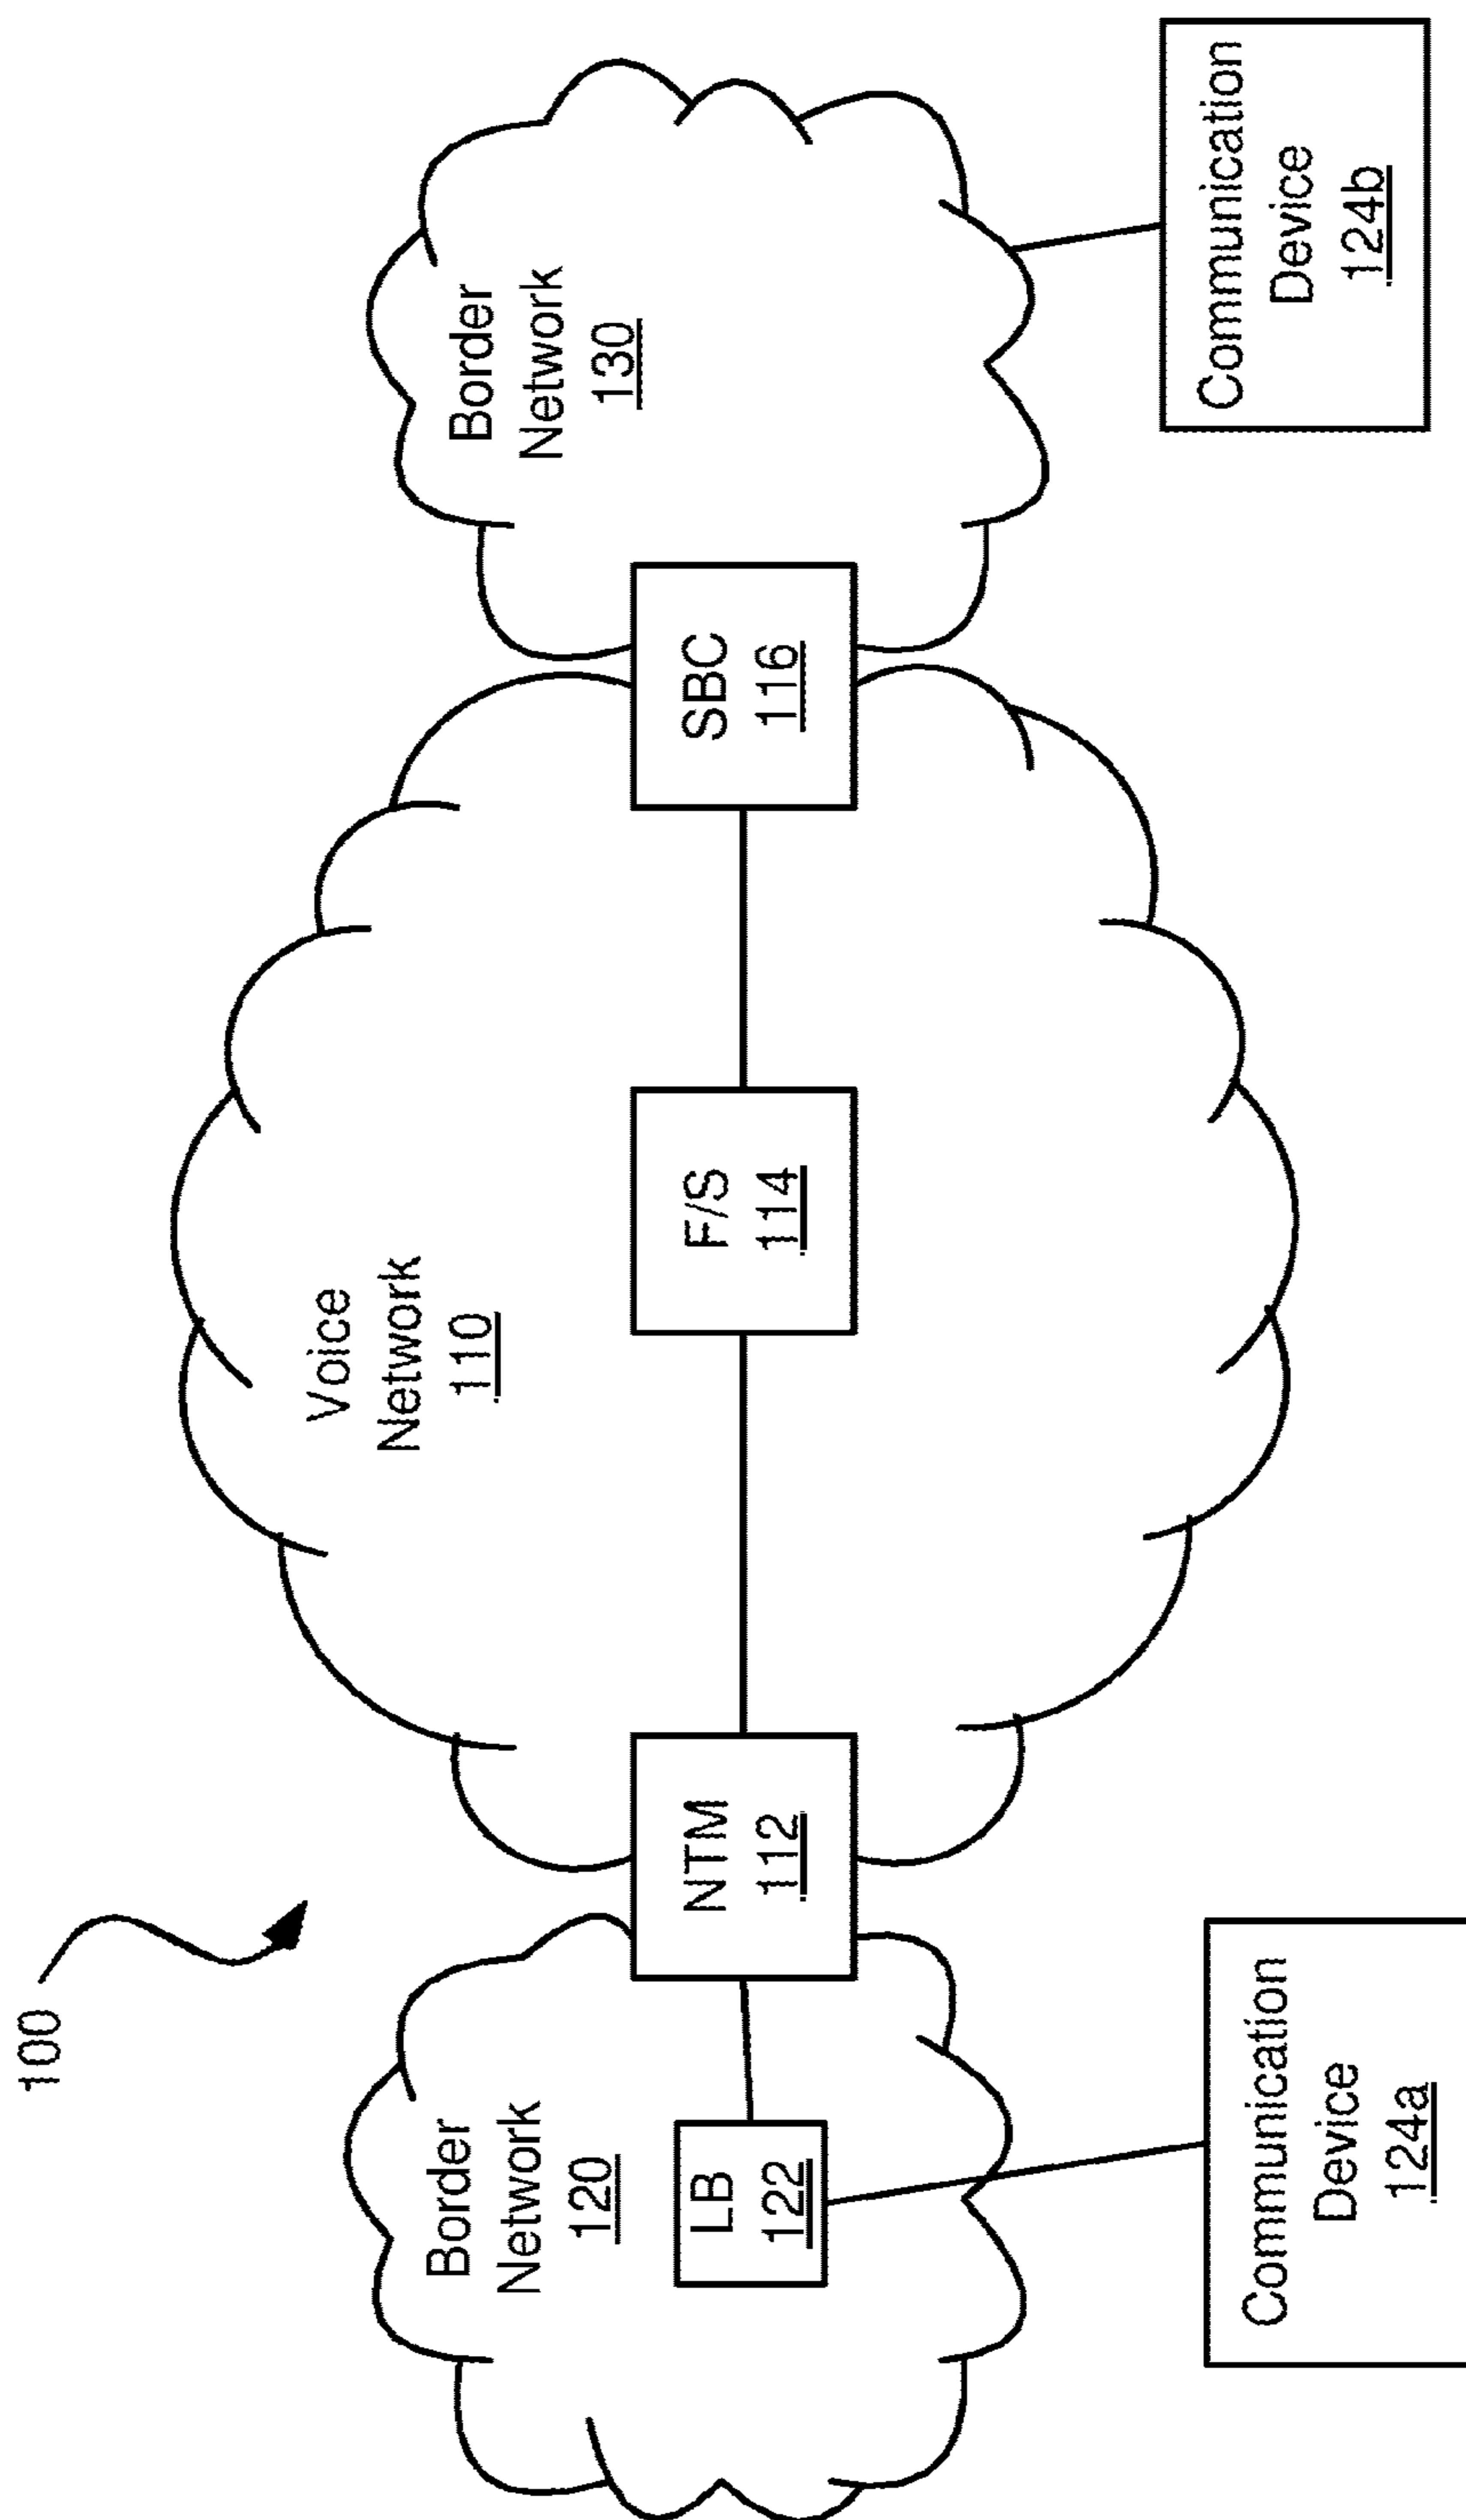 100
Voice
Network
110
Border
Network
120
Border
Network
130
LB
122
NTM
112
F/S
114
SBC
116
Communication
Device
124a
Communication
Device
124b